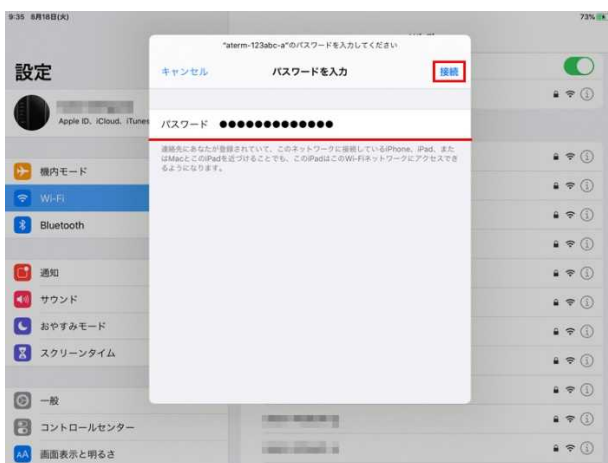 9:35 8月18日(火)
73%
"aterm-123abc-a"のパスワードを入力してください
キャンセル
パスワードを入力
接続
設定
Apple ID、iCloud、iTunes
パスワード
連絡先にあなたが登録されていて、このネットワークに接続しているiPhone、iPad、また
はMacとこのiPadを近づけることでも、このiPadはこのWi-Fiネットワークにアクセスでき
るようになります。
機内モード
Wi-Fi
Bluetooth
通知
サウンド
おやすみモード
スクリーンタイム
一般
コントロールセンター
画面表示と明るさ